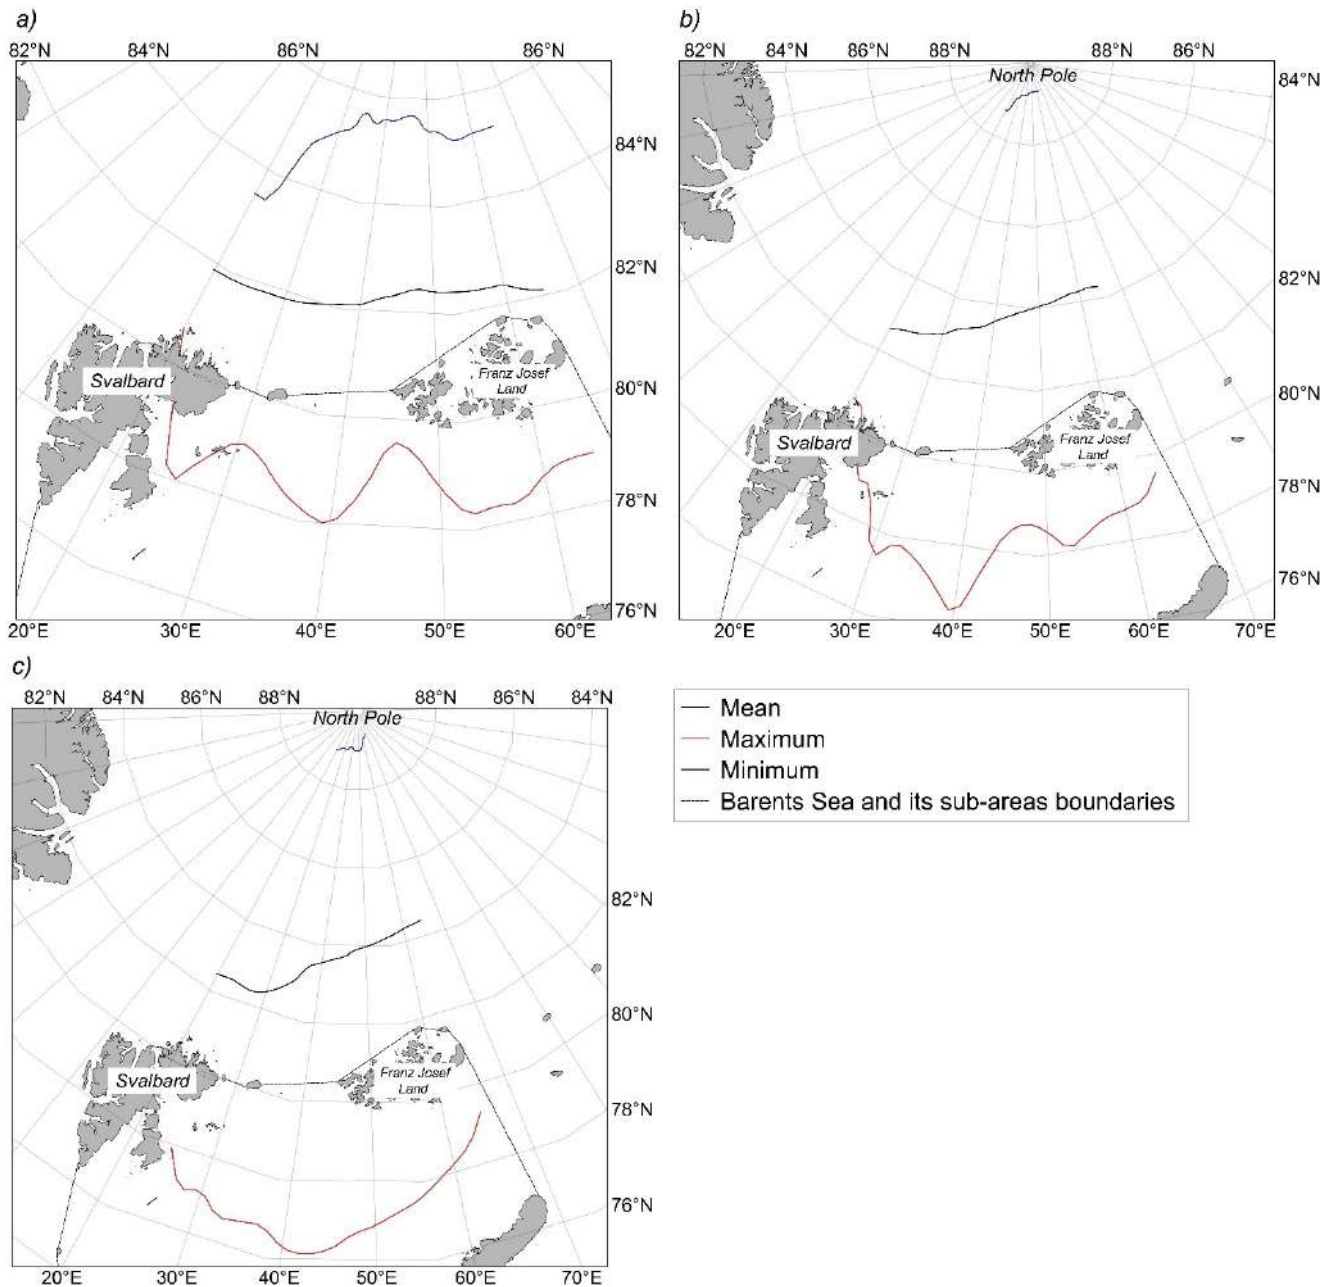 a)
82°N 84°N 86°N 86°N
84°N
82°N
Svalbard
Franz Josef
Land
80°N
78°N
76°N
20°E 30°E 40°E 50°E 60°E
b)
82°N 84°N 86°N 88°N 88°N 86°N
North Pole
84°N
82°N
80°N
Svalbard
Franz Josef
Land
78°N
76°N
20°E 30°E 40°E 50°E 60°E 70°E
c)
82°N 84°N 86°N 88°N 88°N 86°N 84°N
North Pole
82°N
80°N
Svalbard
Franz Josef
Land
78°N
76°N
20°E 30°E 40°E 50°E 60°E 70°E
Mean
Maximum
Minimum
Barents Sea and its sub-areas boundaries